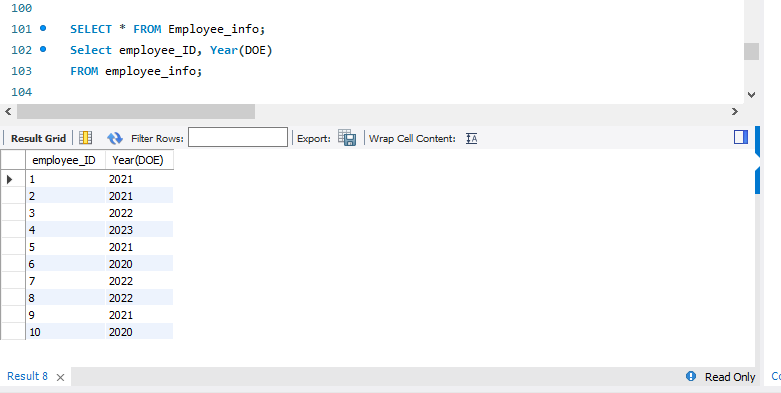 100
101 SELECT * FROM Employee_info;
102 Select employee_ID, Year(DOE)
103 FROM employee_info;
104
Result Grid Filter Rows: Export: Wrap Cell Content: IA
employee_ID Year(DOE)
1 2021
2 2021
3 2022
4 2023
5 2021
6 2020
7 2022
8 2022
9 2021
10 2020
Result 8 × Read Only Co